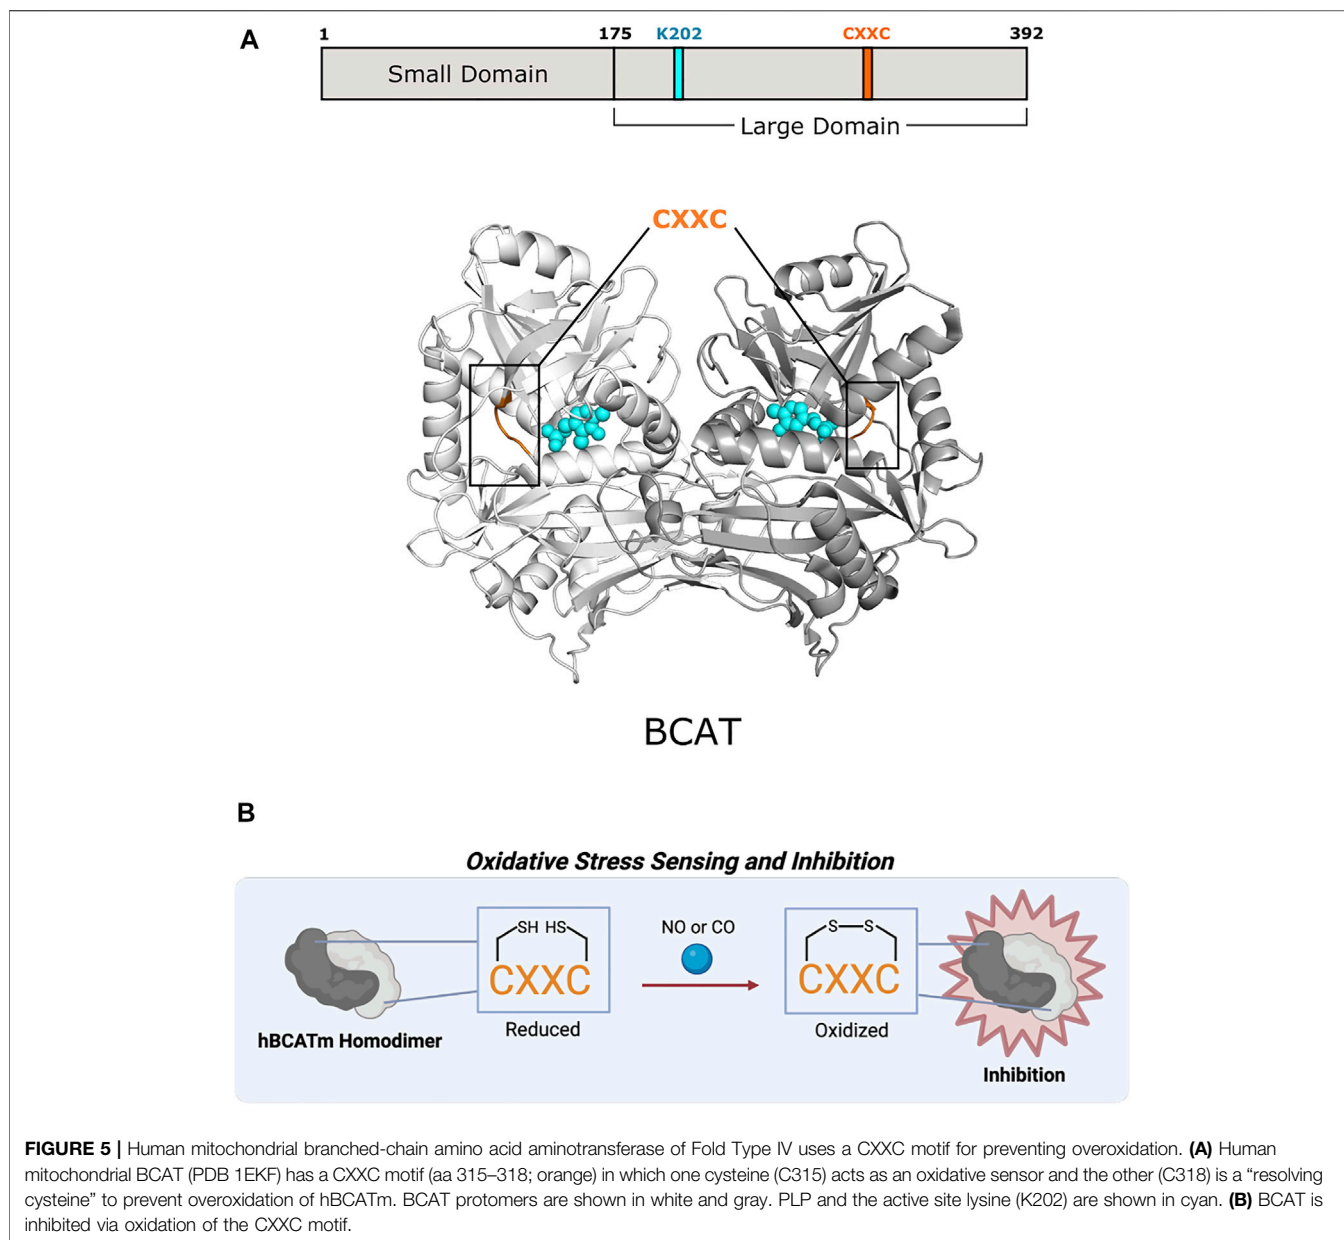 A
1 175 K202 CXXC 392
Small Domain
Large Domain
CXXC
BCAT
B
Oxidative Stress Sensing and Inhibition
SH HS
CXXC
Reduced
hBCATm Homodimer
NO or CO
S S
CXXC
Oxidized
Inhibition
FIGURE 5 | Human mitochondrial branched-chain amino acid aminotransferase of Fold Type IV uses a CXXC motif for preventing overoxidation. (A) Human
mitochondrial BCAT (PDB 1EKF) has a CXXC motif (aa 315–318; orange) in which one cysteine (C315) acts as an oxidative sensor and the other (C318) is a “resolving
cysteine” to prevent overoxidation of hBCATm. BCAT protomers are shown in white and gray. PLP and the active site lysine (K202) are shown in cyan. (B) BCAT is
inhibited via oxidation of the CXXC motif.